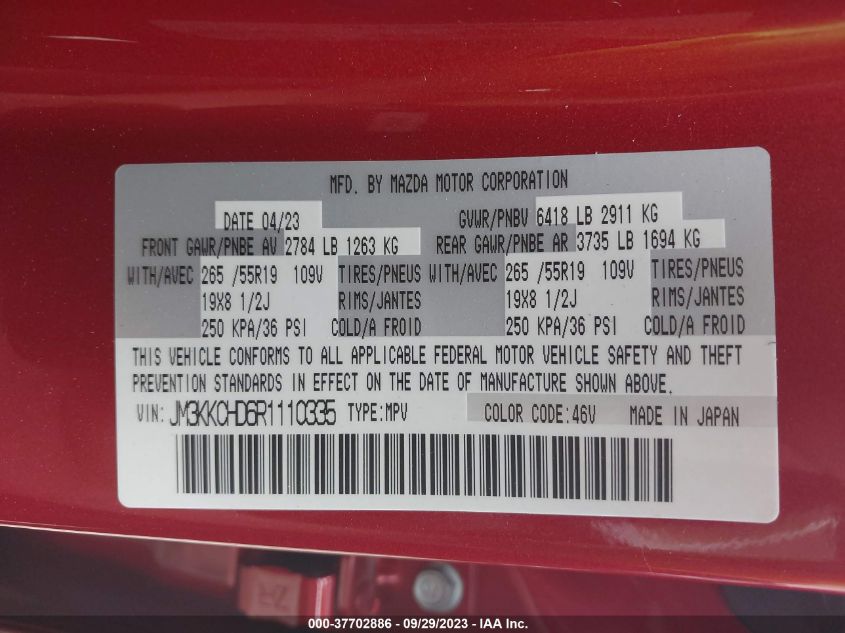 MFD. BY MAZDA MOTOR CORPORATION
DATE 04/23 GVWR/PNBV 6418 LB 2911 KG
FRONT GAWR/PNBE AV 2784 LB 1263 KG REAR GAWR/PNBE AR 3735 LB 1694 KG
WITH/AVEC 265 /55R19 109V TIRES/PNEUS WITH/AVEC 265 /55R19 109V TIRES/PNEUS
19X8 1/2J RIMS/JANTES 19X8 1/2J RIMS/JANTES
250 KPA/36 PSI COLD/A FROID 250 KPA/36 PSI COLD/A FROID
THIS VEHICLE CONFORMS TO ALL APPLICABLE FEDERAL MOTOR VEHICLE SAFETY AND THEFT
PREVENTION STANDARDS IN EFFECT ON THE DATE OF MANUFACTURE SHOWN ABOVE.
VIN: JM3KKCHD6R1110335 TYPE:MPV COLOR CODE:46V MADE IN JAPAN
000-37702886 - 09/29/2023 - IAA Inc.